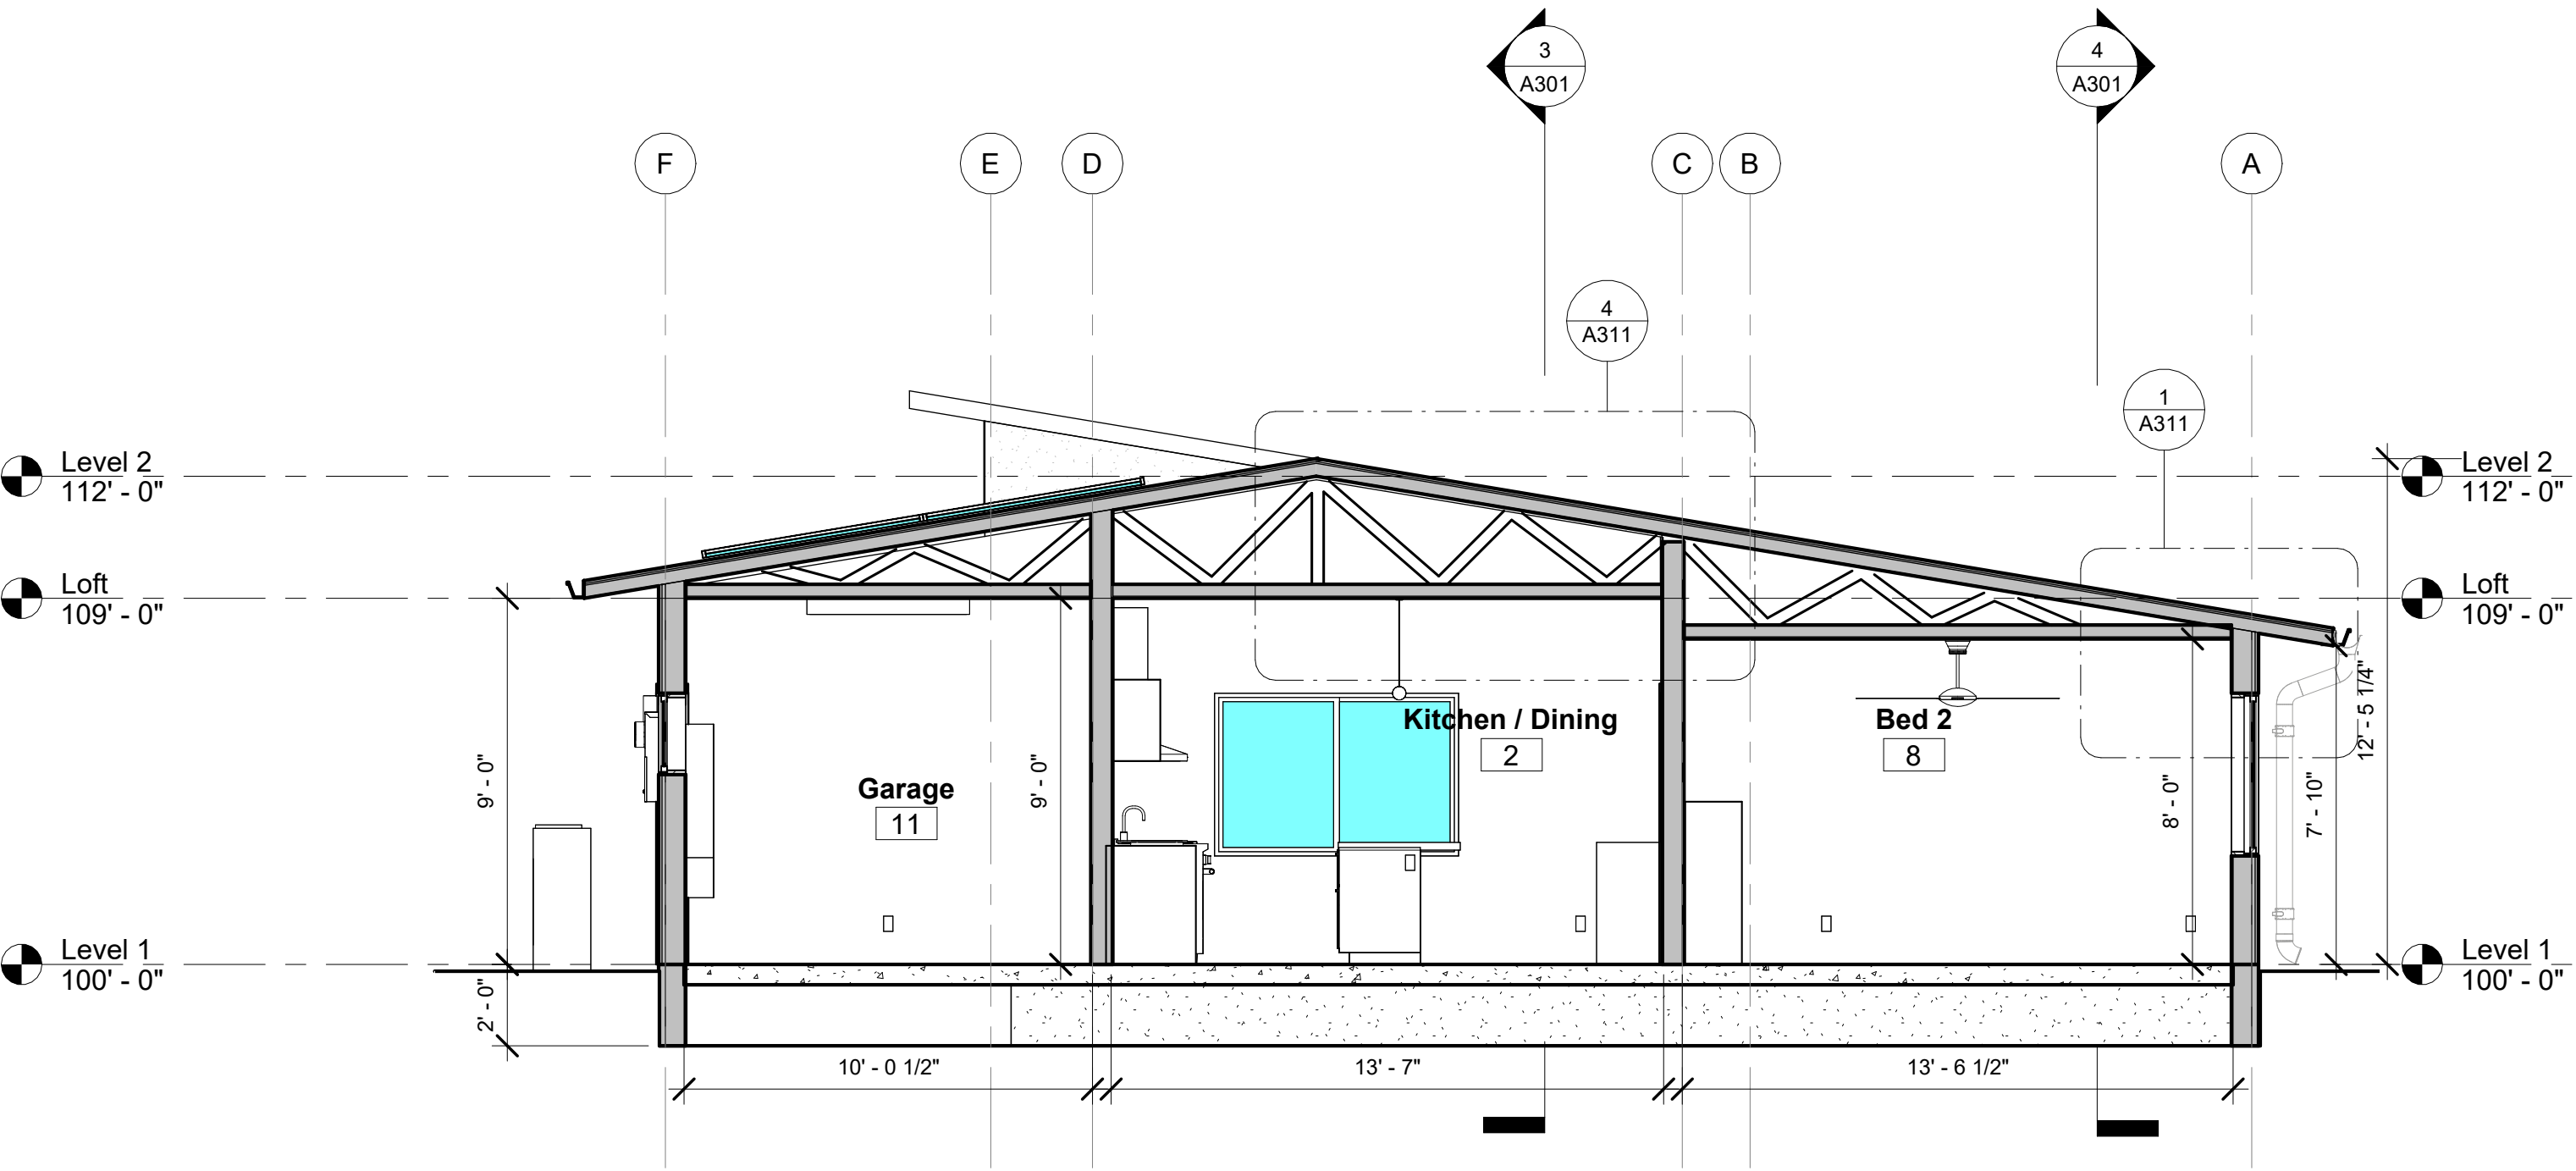 3
A301
4
A301
F
E
D
C
B
A
4
A311
1
A311
Level 2
112' - 0"
Level 2
112' - 0"
Loft
109' - 0"
Loft
109' - 0"
Kitchen / Dining
2
Bed 2
8
Garage
11
9' - 0"
9' - 0"
8' - 0"
7' - 10"
12' - 5 1/4"
Level 1
100' - 0"
Level 1
100' - 0"
2' - 0"
10' - 0 1/2"
13' - 7"
13' - 6 1/2"